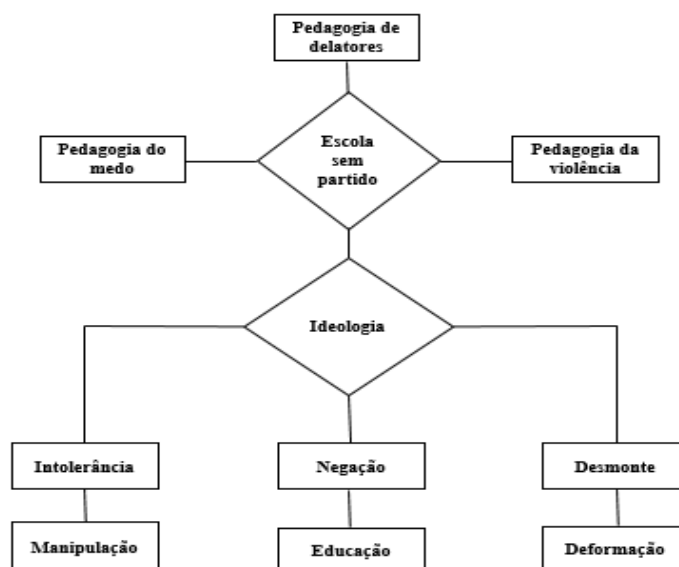 Pedagogia de
delatores
Pedagogia do
medo
Escola
sem
partido
Pedagogia da
violência
Ideologia
Intolerância
Negação
Desmonte
Manipulação
Educação
Deformação